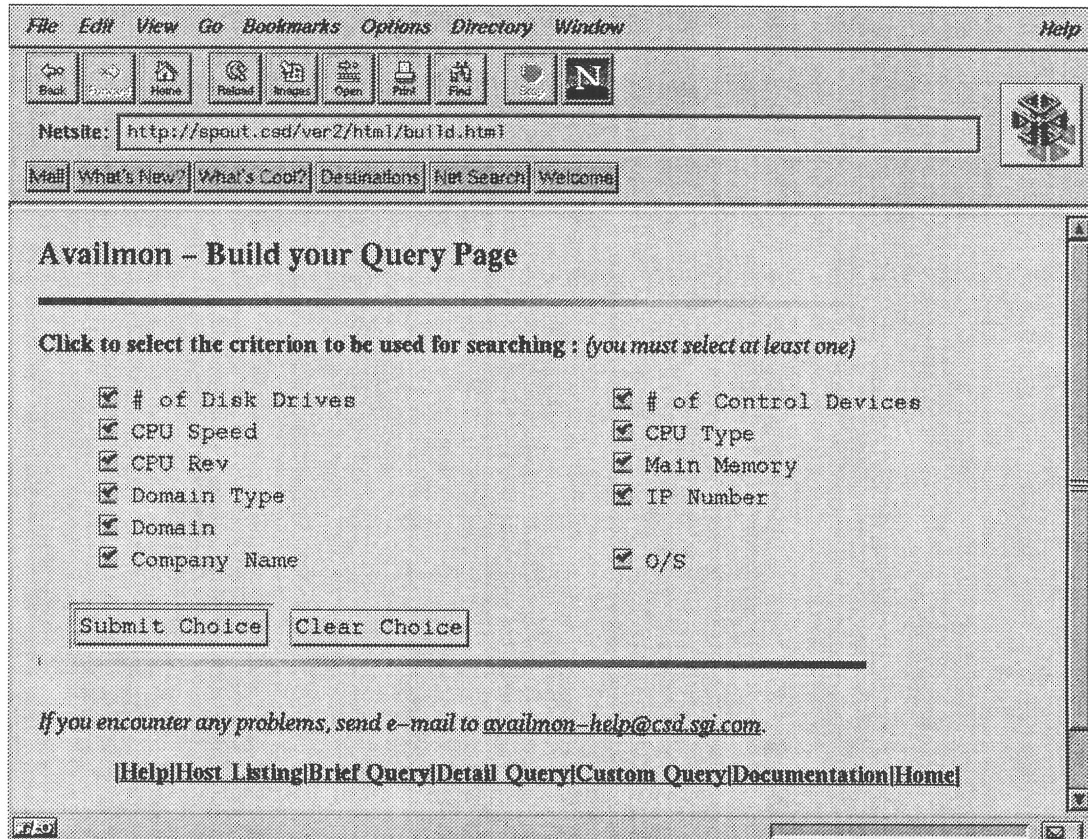 File Edit View Go Bookmarks Options Directory Window Help
Back Forward Home Reload Images Open Print Find Stop N
Netsite: http://spout.csd/ver2/html/build.html
Mail What's New? What's Cool? Destinations Net Search Welcome
Availmon – Build your Query Page
Click to select the criterion to be used for searching : (you must select at least one)
# of Disk Drives # of Control Devices
CPU Speed CPU Type
CPU Rev Main Memory
Domain Type IP Number
Domain
Company Name O/S
Submit Choice Clear Choice
If you encounter any problems, send e-mail to availmon-help@csd.sgi.com.
|Help|Host Listing|Brief Query|Detail Query|Custom Query|Documentation|Home|